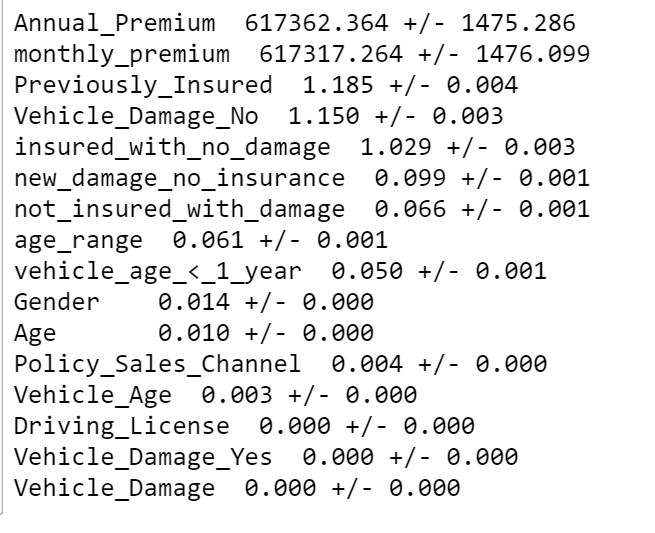 Annual_Premium 617362.364 +/- 1475.286
monthly_premium 617317.264 +/- 1476.099
Previously_Insured 1.185 +/- 0.004
Vehicle_Damage_No 1.150 +/- 0.003
insured_with_no_damage 1.029 +/- 0.003
new_damage_no_insurance 0.099 +/- 0.001
not_insured_with_damage 0.066 +/- 0.001
age_range 0.061 +/- 0.001
vehicle_age_<_1_year 0.050 +/- 0.001
Gender 0.014 +/- 0.000
Age 0.010 +/- 0.000
Policy_Sales_Channel 0.004 +/- 0.000
Vehicle_Age 0.003 +/- 0.000
Driving_License 0.000 +/- 0.000
Vehicle_Damage_Yes 0.000 +/- 0.000
Vehicle_Damage 0.000 +/- 0.000